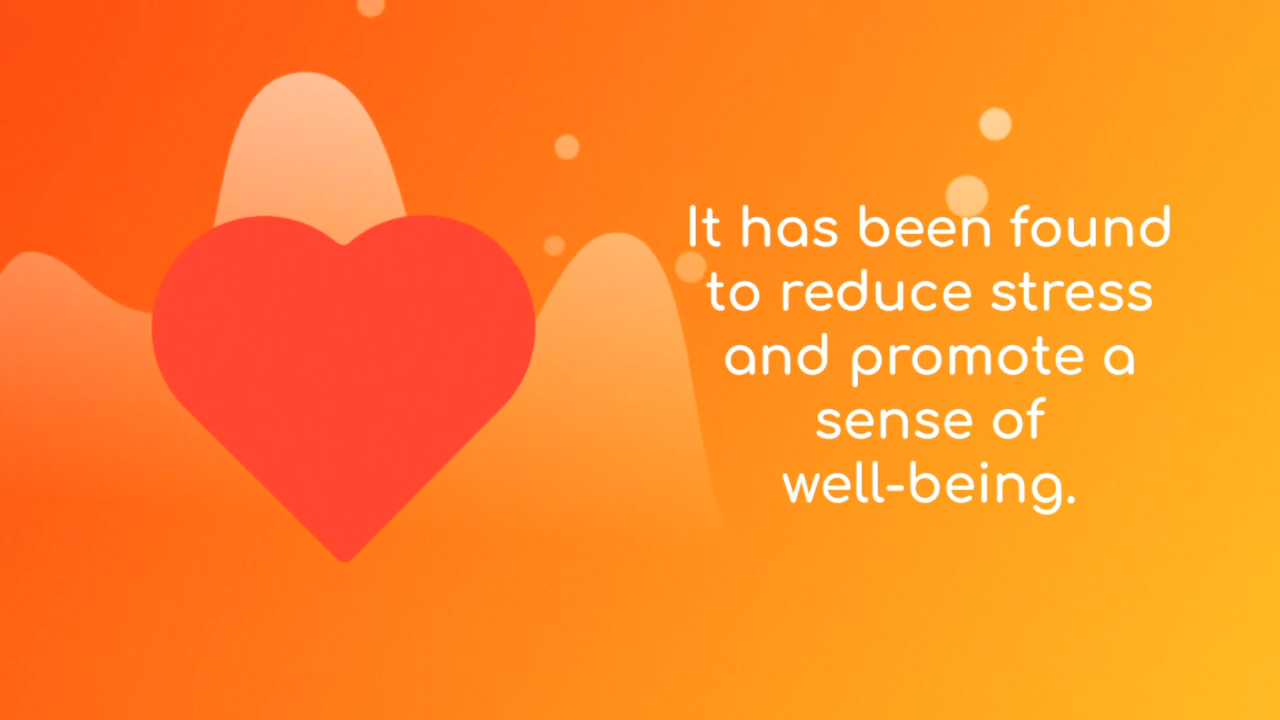 It has been found
to reduce stress
and promote a
sense of
well-being.